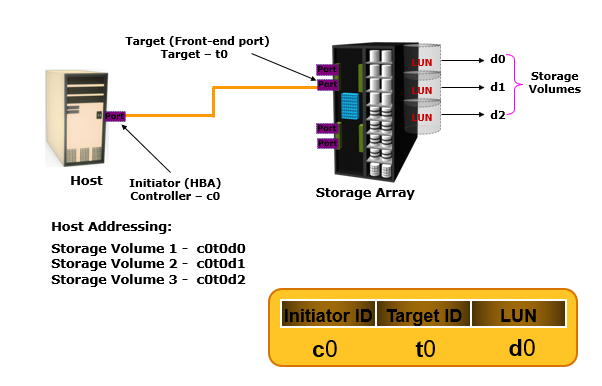 Target (Front-end port)
Target – t0
Port
Port
Port
Port
Port
LUN
LUN
LUN
d0
d1
d2
Storage
Volumes
Host
Initiator (HBA)
Controller – c0
Storage Array
Host Addressing:
Storage Volume 1 - c0t0d0
Storage Volume 2 - c0t0d1
Storage Volume 3 - c0t0d2
Initiator ID Target ID LUN
c0 t0 d0